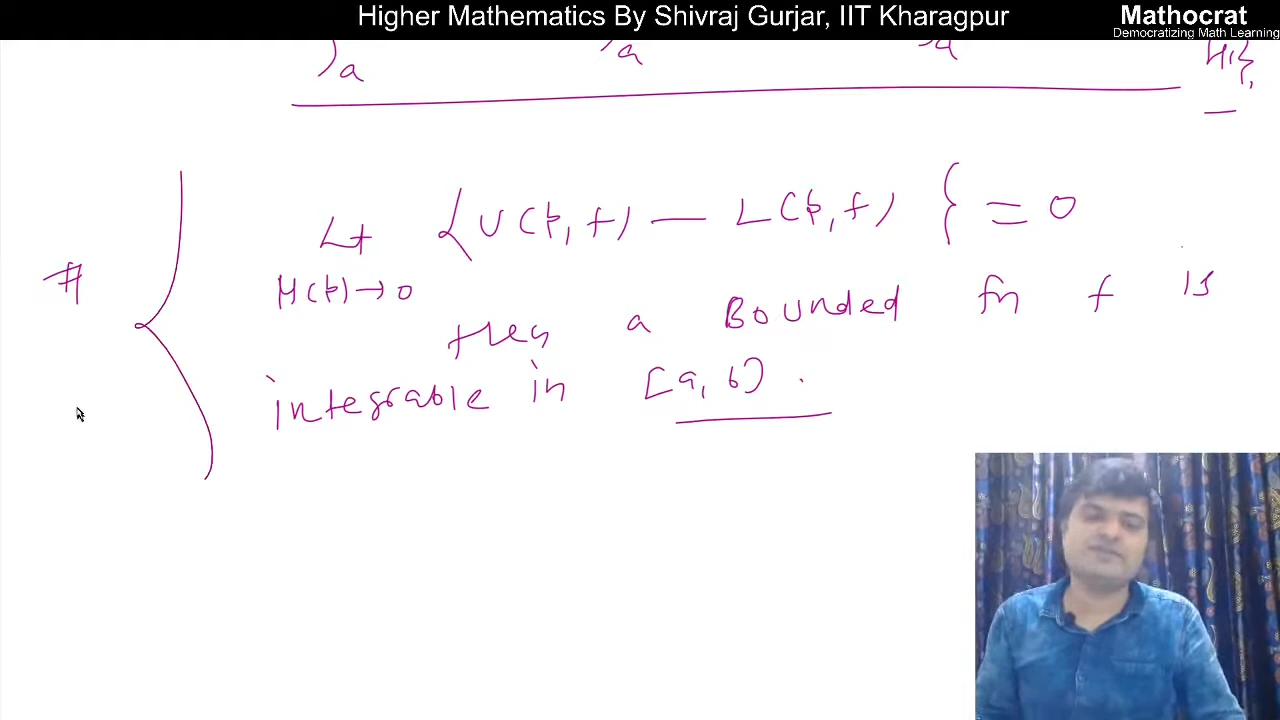 Higher Mathematics By Shivraj Gurjar, IIT Kharagpur
Mathocrat
Democratizing Math Learning
a a a
Lt { U(p, f) — L(p, f) } = 0
M(p) → 0
#
then a Bounded fn f is
integrable in [a, b] .